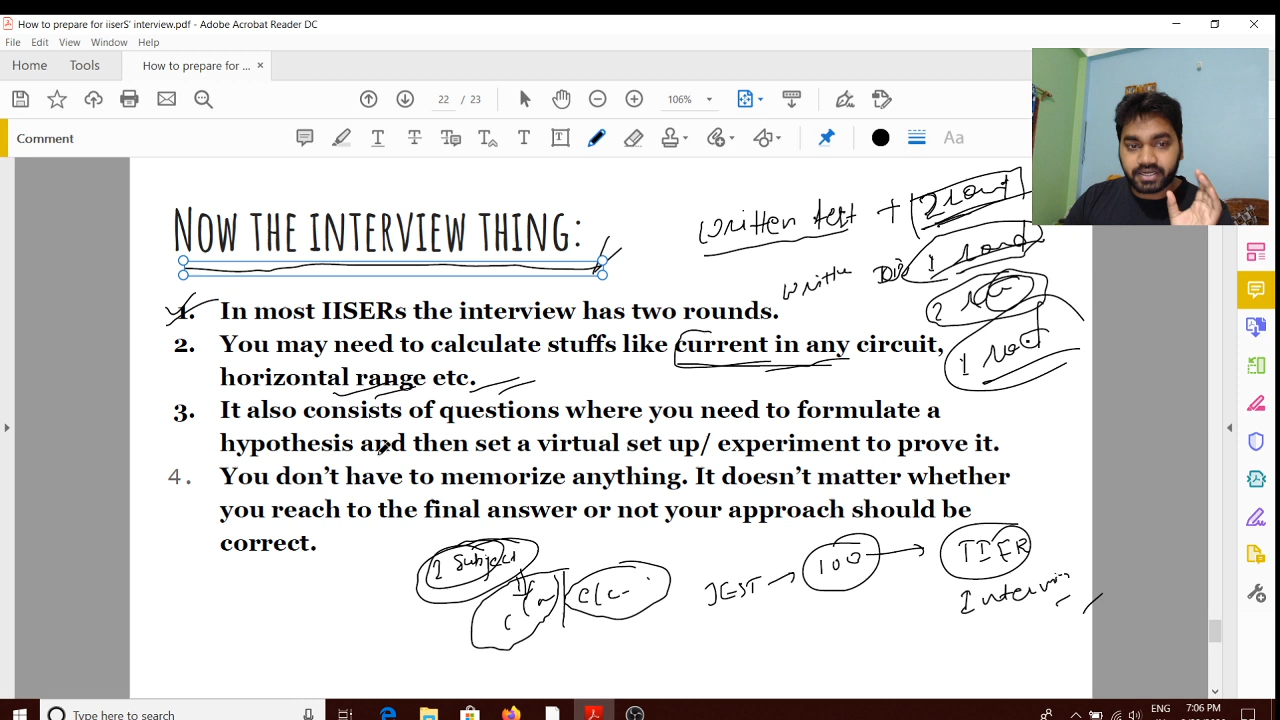 How to prepare for iiserS' interview.pdf - Adobe Acrobat Reader DC
File Edit View Window Help
Home Tools How to prepare for ... ×
22 / 23 106%
Comment Aa
NOW THE INTERVIEW THING:
written test + 2 round
1 round
2
1
1. In most IISERs the interview has two rounds.
2. You may need to calculate stuffs like current in any circuit,
horizontal range etc.
3. It also consists of questions where you need to formulate a
hypothesis and then set a virtual set up/ experiment to prove it.
4. You don't have to memorize anything. It doesn't matter whether
you reach to the final answer or not your approach should be
correct.
2 Subject
JEST → 100 →
Type here to search
ENG 7:06 PM